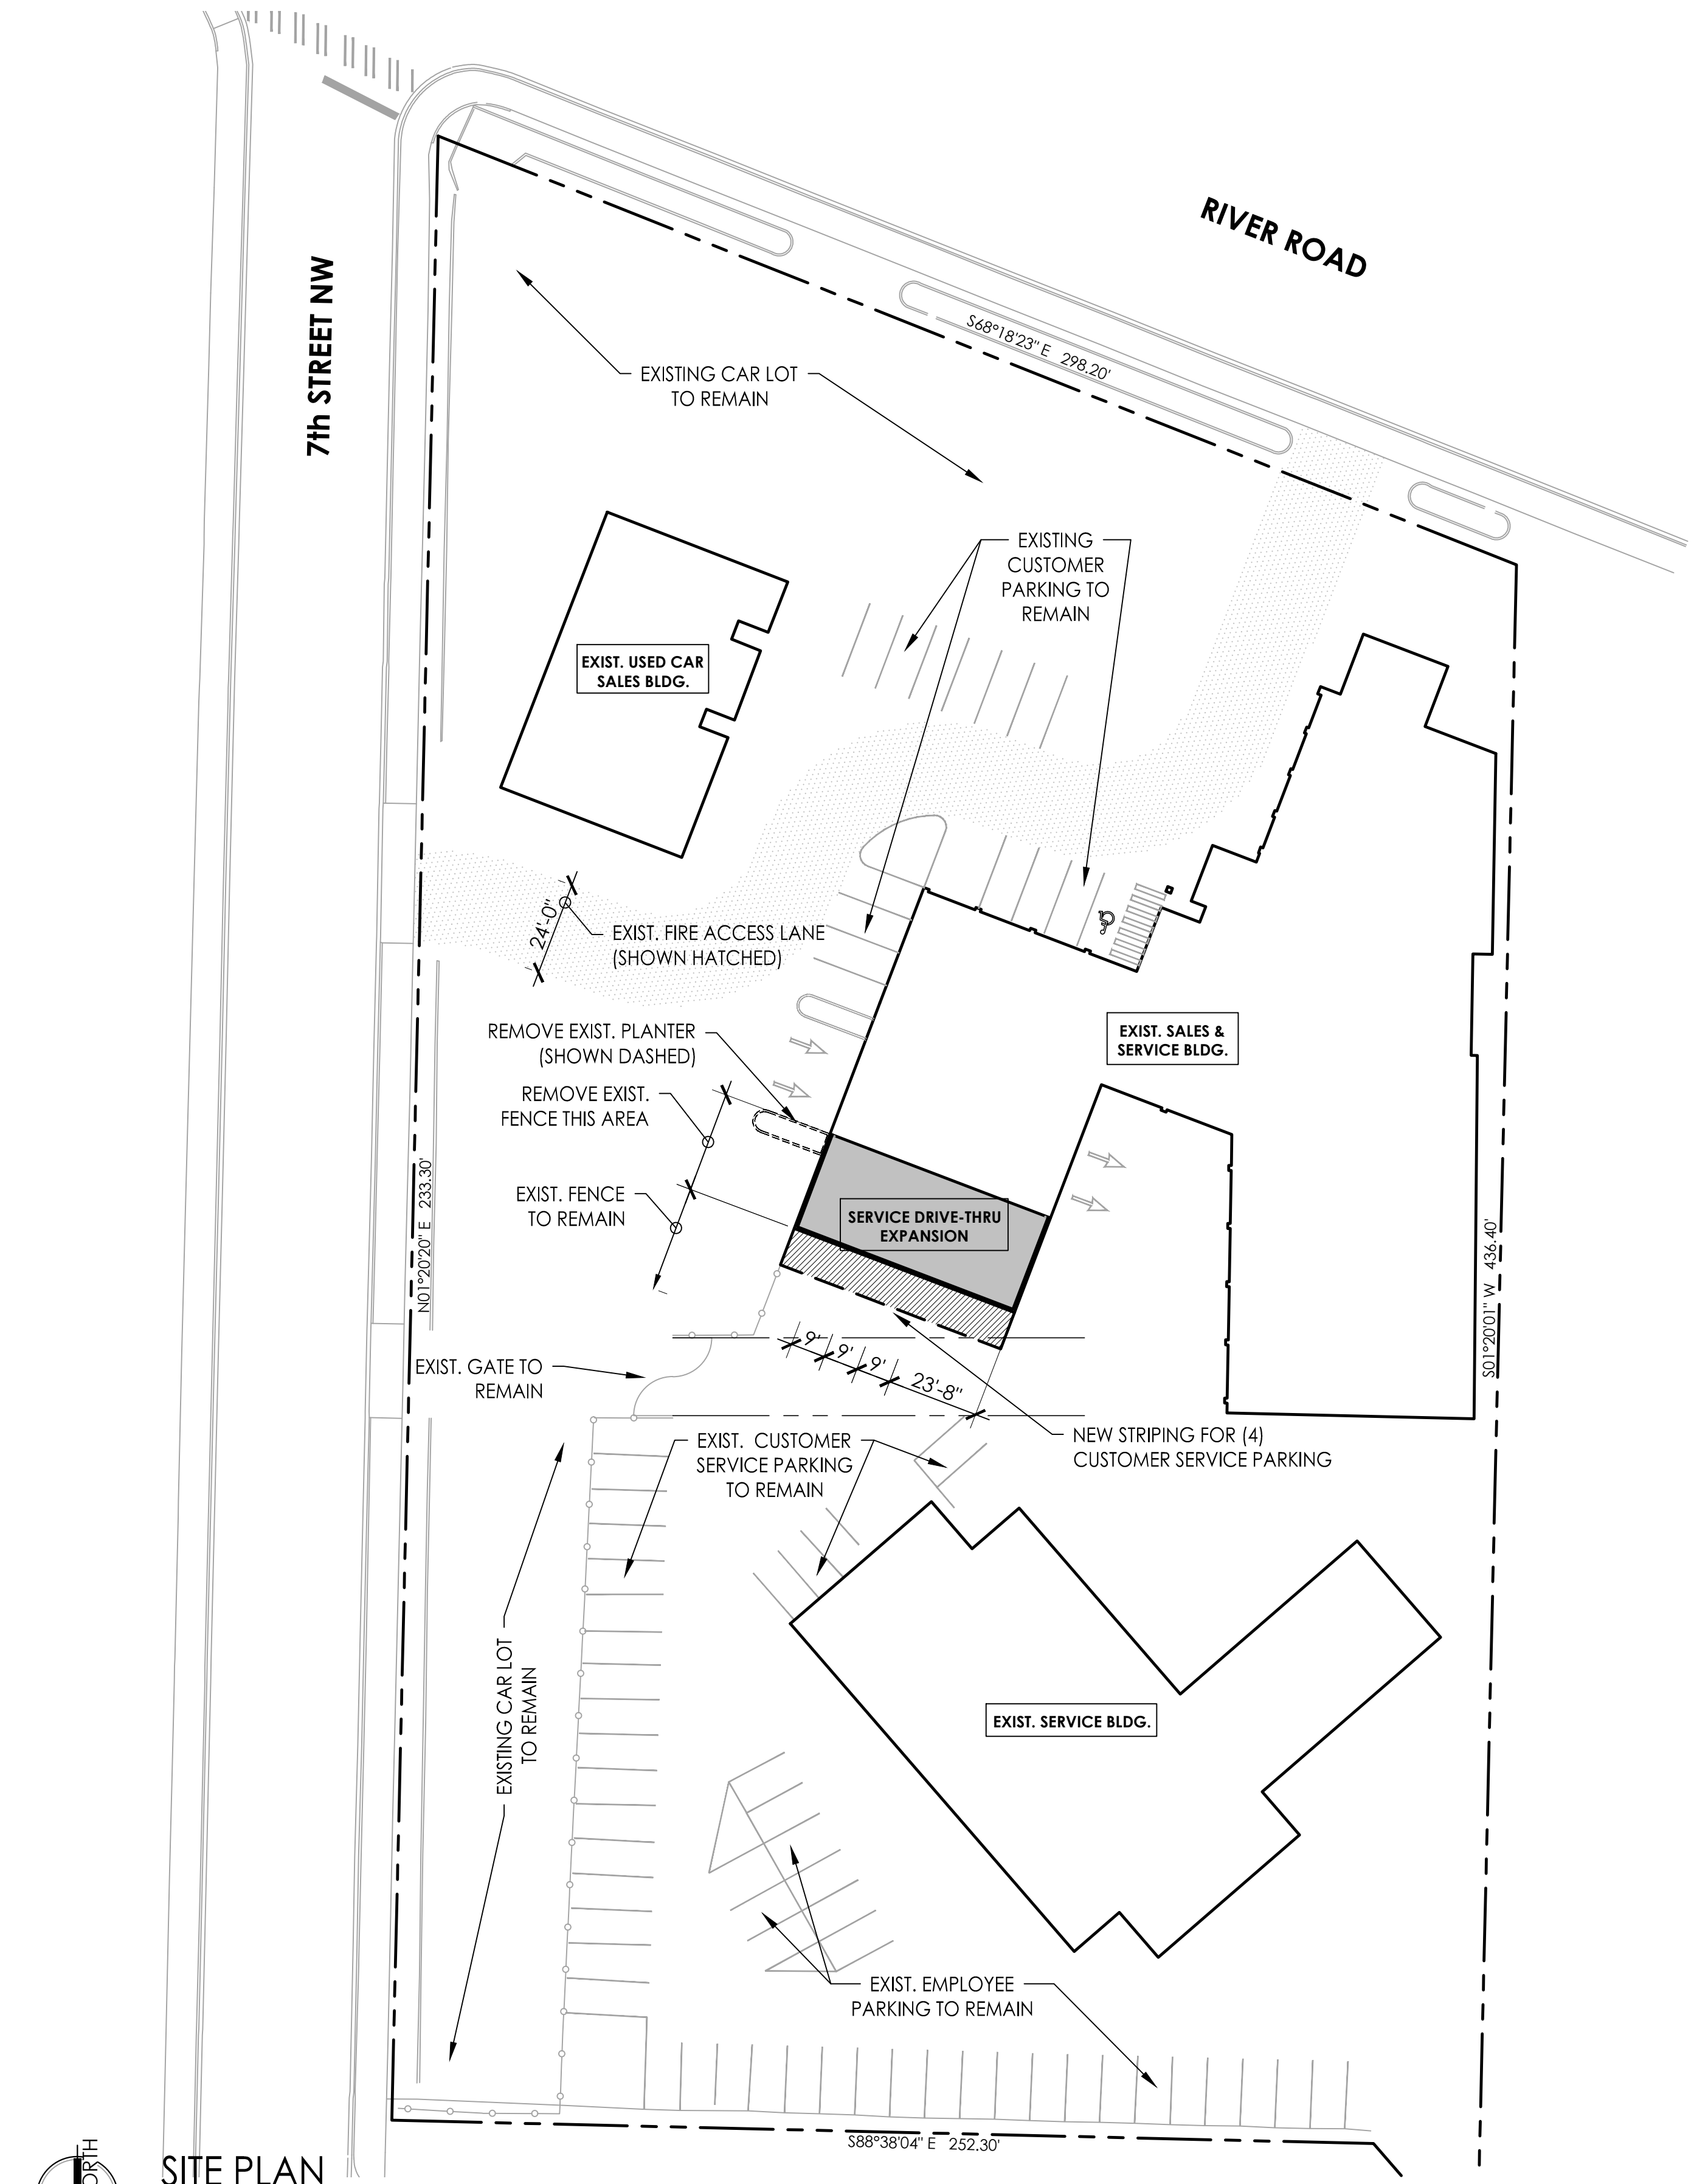 RIVER ROAD
7th STREET NW
S68°18'23" E 298.20'
EXISTING CAR LOT
TO REMAIN
EXISTING
CUSTOMER
PARKING TO
REMAIN
EXIST. USED CAR
SALES BLDG.
24'-0"
EXIST. FIRE ACCESS LANE
(SHOWN HATCHED)
REMOVE EXIST. PLANTER
(SHOWN DASHED)
EXIST. SALES &
SERVICE BLDG.
REMOVE EXIST.
FENCE THIS AREA
N01°20'20" E 233.30'
EXIST. FENCE
TO REMAIN
SERVICE DRIVE-THRU
EXPANSION
S01°20'01" W 436.40'
9'
9'
9'
23'-8"
EXIST. GATE TO
REMAIN
NEW STRIPING FOR (4)
CUSTOMER SERVICE PARKING
EXIST. CUSTOMER
SERVICE PARKING
TO REMAIN
EXISTING CAR LOT
TO REMAIN
EXIST. SERVICE BLDG.
EXIST. EMPLOYEE
PARKING TO REMAIN
S88°38'04" E 252.30'
SITE PLAN